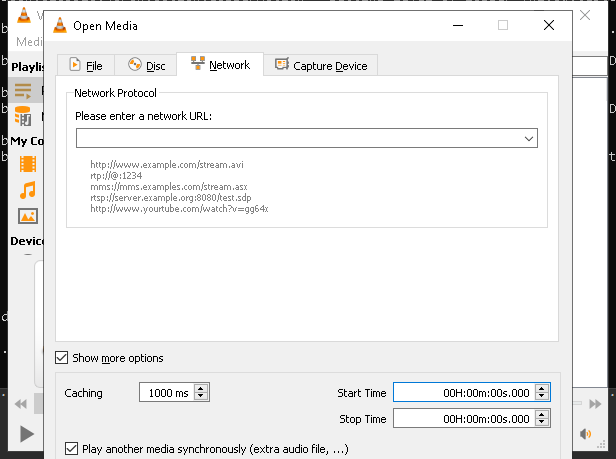 Open Media
Medi
File
Disc
Network
Capture Device
Playlis
Network Protocol
Please enter a network URL:
http://www.example.com/stream.avi
rtp://@:1234
mms://mms.examples.com/stream.asx
rtsp://server.example.org:8080/test.sdp
http://www.yourtube.com/watch?v=gg64x
My Co
Device
Show more options
Caching
1000 ms
Start Time
00H:00m:00s.000
Stop Time
00H:00m:00s.000
Play another media synchronously (extra audio file, ...)